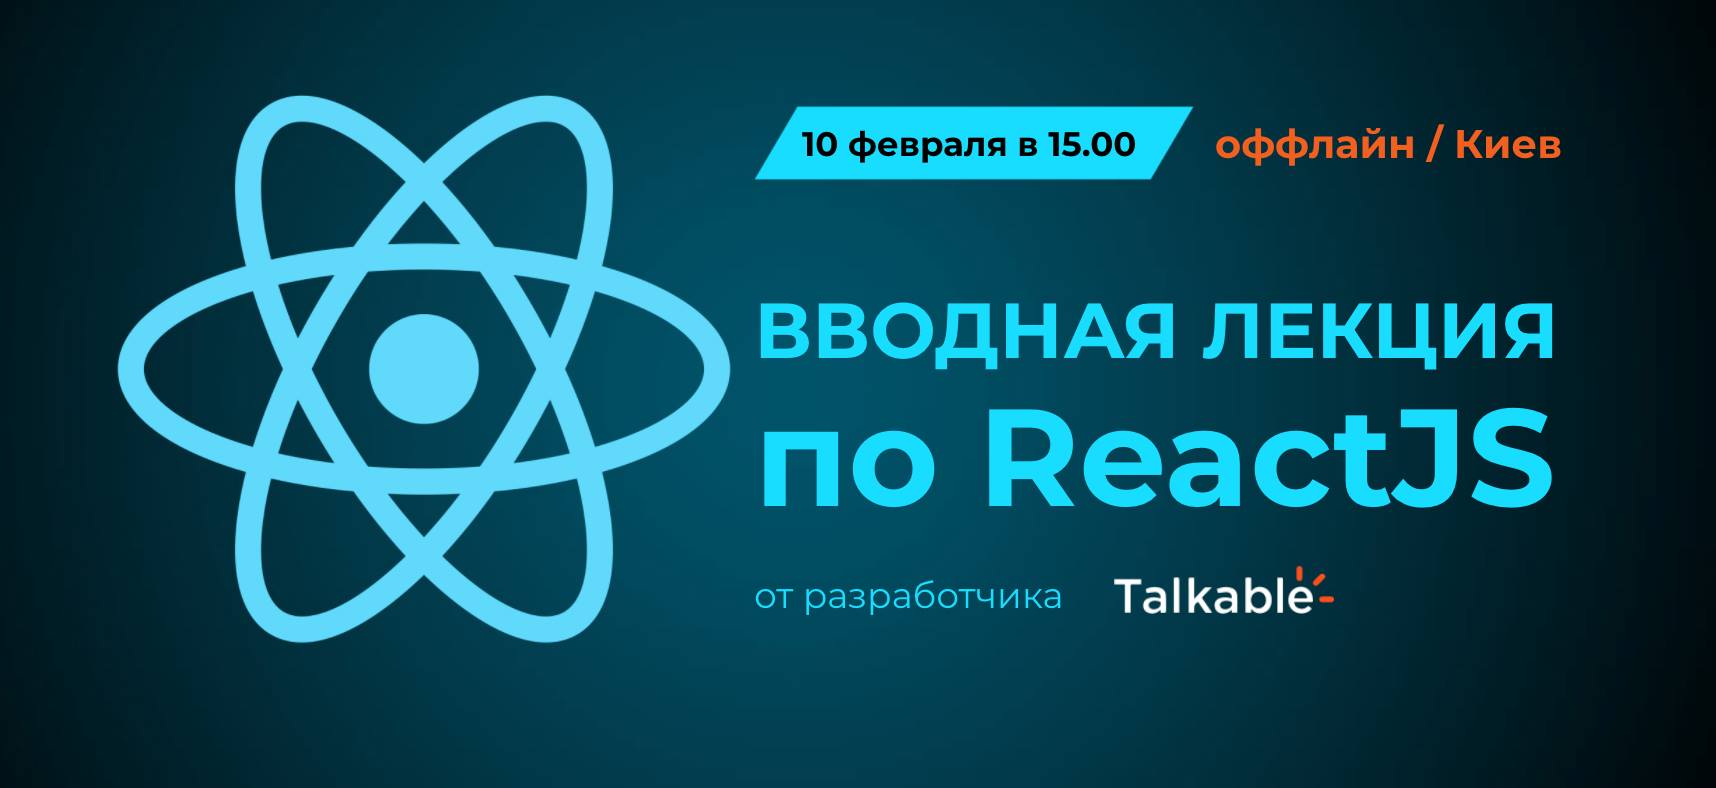 10 февраля в 15.00 оффлайн / Киев
ВВОДНАЯ ЛЕКЦИЯ
по ReactJS
от разработчика Talkable